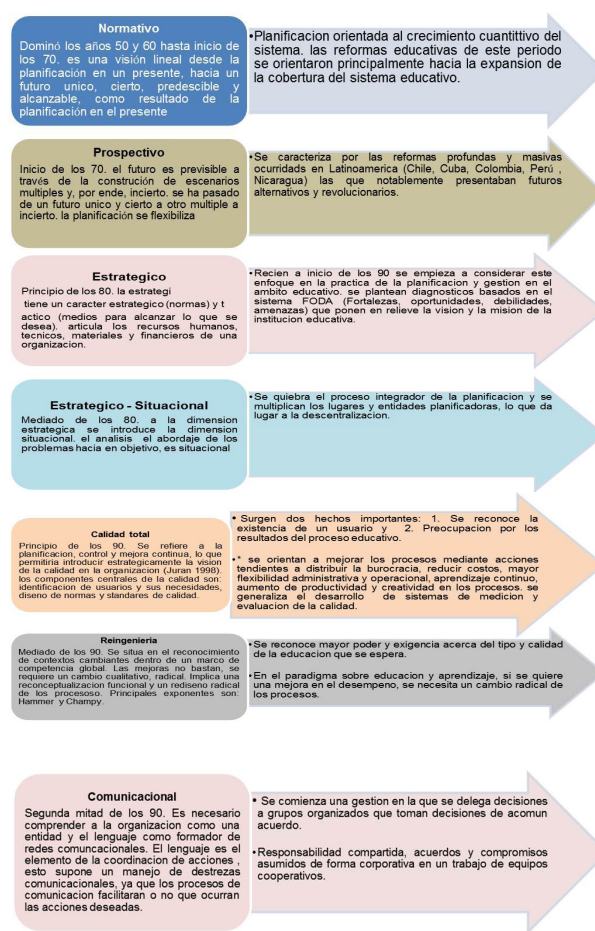 Normativo
Dominó los años 50 y 60 hasta inicio de
los 70. es una visión lineal desde la
planificación en un presente, hacia un
futuro unico, cierto, predescible y
alcanzable, como resultado de la
planificación en el presente
•Planificacion orientada al crecimiento cuantittivo del
sistema. las reformas educativas de este periodo
se orientaron principalmente hacia la expansion de
la cobertura del sistema educativo.
Prospectivo
Inicio de los 70. el futuro es previsible a
través de la construción de escenarios
multiples y, por ende, incierto. se ha pasado
de un futuro unico y cierto a otro multiple a
incierto. la planificación se flexibiliza
•Se caracteriza por las reformas profundas y masivas
ocurridads en Latinoamerica (Chile, Cuba, Colombia, Perú ,
Nicaragua) las que notablemente presentaban futuros
alternativos y revolucionarios.
Estrategico
Principio de los 80. la estrategi
tiene un caracter estrategico (normas) y t
actico (medios para alcanzar lo que se
desea). articula los recursos humanos,
tecnicos, materiales y financieros de una
organizacion.
•Recien a inicio de los 90 se empieza a considerar este
enfoque en la practica de la planificacion y gestion en el
ambito educativo. se plantean diagnosticos basados en el
sistema FODA (Fortalezas, oportunidades, debilidades,
amenazas) que ponen en relieve la vision y la mision de la
institucion educativa.
Estrategico - Situacional
Mediado de los 80. a la dimension
estrategica se introduce la dimension
situacional. el analisis el abordaje de los
problemas hacia en objetivo, es situacional
•Se quiebra el proceso integrador de la planificacion y se
multiplican los lugares y entidades planificadoras, lo que da
lugar a la descentralizacion.
Calidad total
Principio de los 90. Se refiere a la
planificacion, control y mejora continua, lo que
permitiria introducir estrategicamente la vision
de la calidad en la organizacion (Juran 1998).
los componentes centrales de la calidad son:
identificacion de usuarios y sus necesidades,
diseno de normas y standares de calidad.
• Surgen dos hechos importantes: 1. Se reconoce la
existencia de un usuario y 2. Preocupacion por los
resultados del proceso educativo.
•* se orientan a mejorar los procesos mediante acciones
tendientes a distribuir la burocracia, reducir costos, mayor
flexibilidad administrativa y operacional, aprendizaje continuo,
aumento de productividad y creatividad en los procesos. se
generaliza el desarrollo de sistemas de medicion y
evaluacion de la calidad.
Reingenieria
Mediado de los 90. Se situa en el reconocimiento
de contextos cambiantes dentro de un marco de
competencia global. Las mejoras no bastan, se
requiere un cambio cualitativo, radical. Implica una
reconceptualizacion funcional y un rediseno radical
de los procesoso. Principales exponentes son:
Hammer y Champy.
•Se reconoce mayor poder y exigencia acerca del tipo y calidad
de la educacion que se espera.
•En el paradigma sobre educacion y aprendizaje, si se quiere
una mejora en el desempeno, se necesita un cambio radical de
los procesos.
Comunicacional
Segunda mitad de los 90. Es necesario
comprender a la organizacion como una
entidad y el lenguaje como formador de
redes comuncacionales. El lenguaje es el
elemento de la coordinacion de acciones ,
esto supone un manejo de destrezas
comunicacionales, ya que los procesos de
comunicacion facilitaran o no que ocurran
las acciones deseadas.
• Se comienza una gestion en la que se delega decisiones
a grupos organizados que toman decisiones de acomun
acuerdo.
•Responsabilidad compartida, acuerdos y compromisos
asumidos de forma corporativa en un trabajo de equipos
cooperativos.